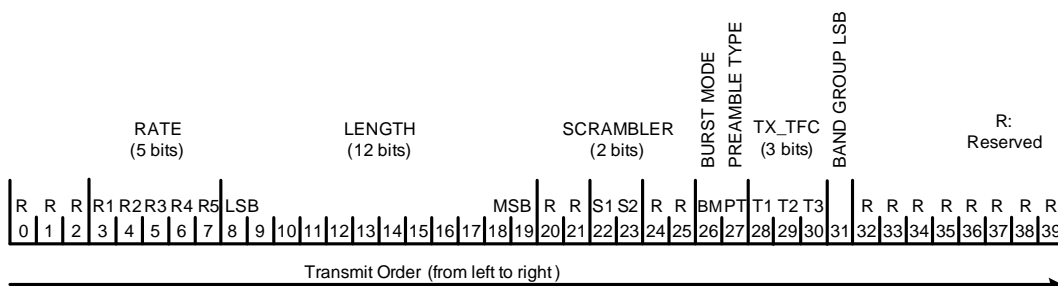 BURST MODE
PREAMBLE TYPE
BAND GROUP LSB
RATE
(5 bits)
LENGTH
(12 bits)
SCRAMBLER
(2 bits)
TX_TFC
(3 bits)
R:
Reserved
R R R R1 R2 R3 R4 R5 LSB MSB R R S1 S2 R R BM PT T1 T2 T3 R R R R R R R R
0 1 2 3 4 5 6 7 8 9 10 11 12 13 14 15 16 17 18 19 20 21 22 23 24 25 26 27 28 29 30 31 32 33 34 35 36 37 38 39
Transmit Order (from left to right)